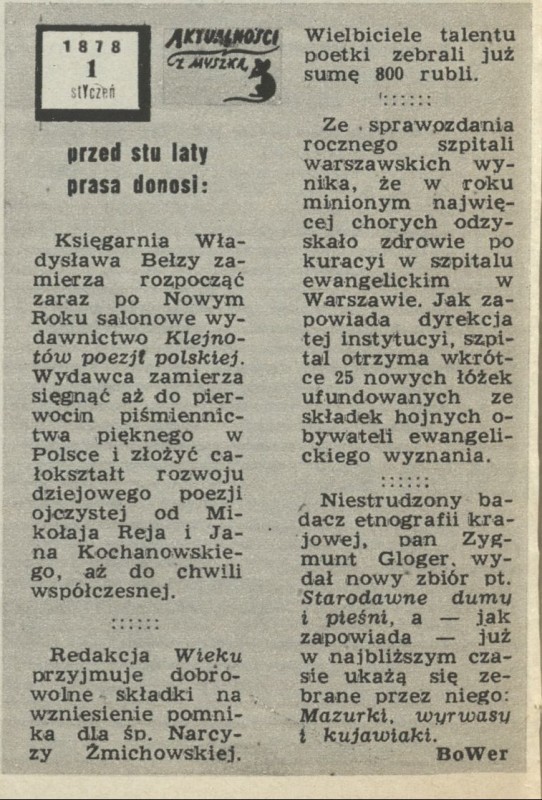 1878
1
styczeń
AKTUALNOŚCI
Z MYSZKĄ
przed stu laty
prasa donosi:
Księgarnia Wła-
dysława Bełzy za-
mierza rozpocząć
zaraz po Nowym
Roku salonowe wy-
dawnictwo Klejno-
tów poezji polskiej.
Wydawca zamierza
sięgnąć aż do pier-
wocin piśmiennic-
twa pięknego w
Polsce i złożyć ca-
łokształt rozwoju
dziejowego poezji
ojczystej od Mi-
kołaja Reja i Ja-
na Kochanowskie-
go, aż do chwili
współczesnej.
::::::
Redakcja Wieku
przyjmuje dobro-
wolne składki na
wzniesienie pomni-
ka dla śp. Narcy-
zy Żmichowskiej.
Wielbiciele talentu
poetki zebrali już
sumę 800 rubli.
::::::
Ze sprawozdania
rocznego szpitali
warszawskich wy-
nika, że w roku
minionym najwię-
cej chorych odzy-
skało zdrowie po
kuracyi w szpitalu
ewangelickim w
Warszawie. Jak za-
powiada dyrekcja
tej instytucyi, szpi-
tal otrzyma wkrót-
ce 25 nowych łóżek
ufundowanych ze
składek hojnych o-
bywateli ewangeli-
ckiego wyznania.
::::::
Niestrudzony ba-
dacz etnografii kra-
jowej, pan Zyg-
munt Gloger, wy-
dał nowy zbiór pt.
Starodawne dumy
i pieśni, a — jak
zapowiada — już
w najbliższym cza-
sie ukażą się ze-
brane przez niego:
Mazurki, wyrwasy
i kujawiaki.
BoWer